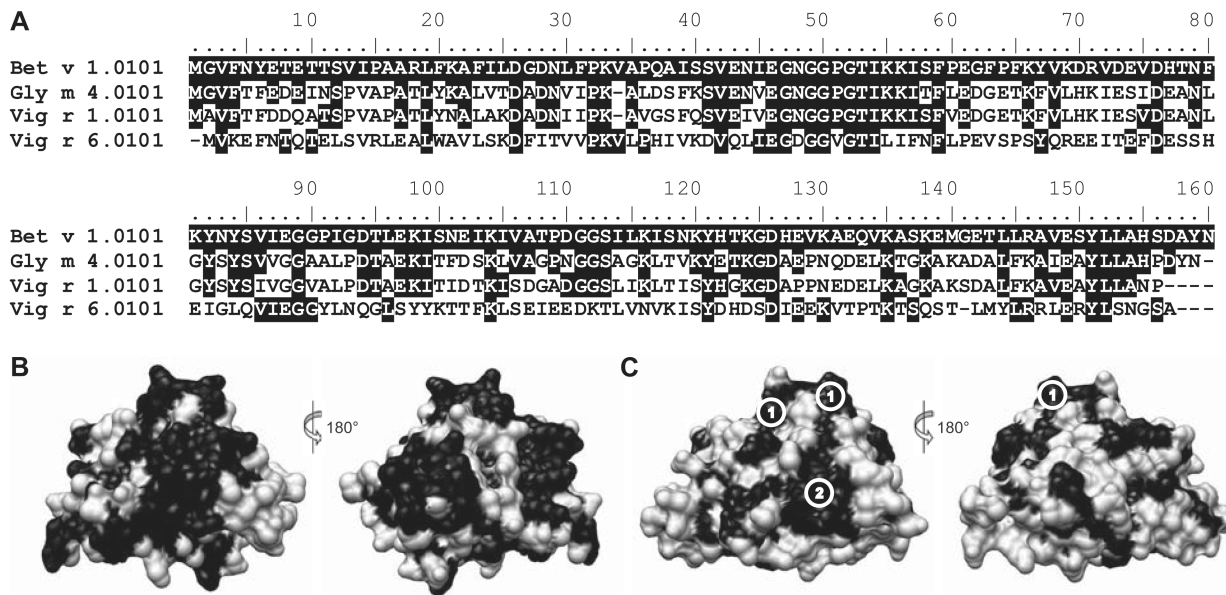 A
10 20 30 40 50 60 70 80
Bet v 1.0101 MGVFNYETETTSVIPAARLFKAFILDGDNLFPKVAPQAISSVENIEGNGGPGTIKKISFPEGFPFKYVKDRVDEVDHTNF
Gly m 4.0101 MGVFTFEDEINSPVAPATLYKALVTDADNVIPK-ALDSFKSVENVEGNGGPGTIKKITFLEDGETKFVLHKIESIDEANL
Vig r 1.0101 MAVFTFDDQATSPVAPATLYNALAKDADNIIPK-AVGSFQSVEIVEGNGGPGTIKKISFVEDGETKFVLHKIESVDEANL
Vig r 6.0101 -MVKEFNTQTELSVRLEALWAVLSKDFITVVPKVLPHIVKDVQLIEGDGGVGTILIFNFLPEVSPSYQREEITEFDESSH
90 100 110 120 130 140 150 160
Bet v 1.0101 KYNYSVIEGGPIGDTLEKISNEIKIVATPDGGSILKISNKYHTKGDHEVKAEQVKASKEMGETLLRAVESYLLAHSDAYN
Gly m 4.0101 GYSYSVVGGAALPDTAEKITFDSKLVAGPNGGSAGKLTVKYETKGDAEPNQDELKTGKAKADALFKAIEAYLLAHPDYN-
Vig r 1.0101 GYSYSIVGGVALPDTAEKITIDTKISDGADGGSLIKLTISYHGKGDAPPNEDELKAGKAKSDALFKAVEAYLLANP----
Vig r 6.0101 EIGLQVIEGGYLNQGLSYYKTTFKLSEIEEDKTLVNVKISYDHDSDIEEKVTPTKTSQST-LMYLRRLERYLSNGSA---
B
180°
C
1 1
2
180°
1